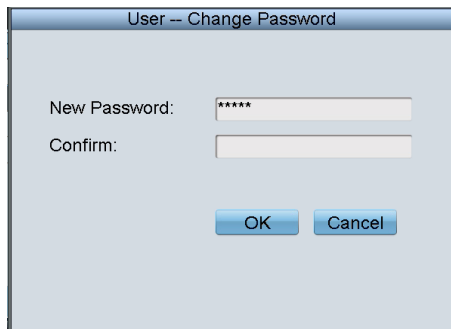 User -- Change Password
New Password: *****
Confirm:
OK Cancel